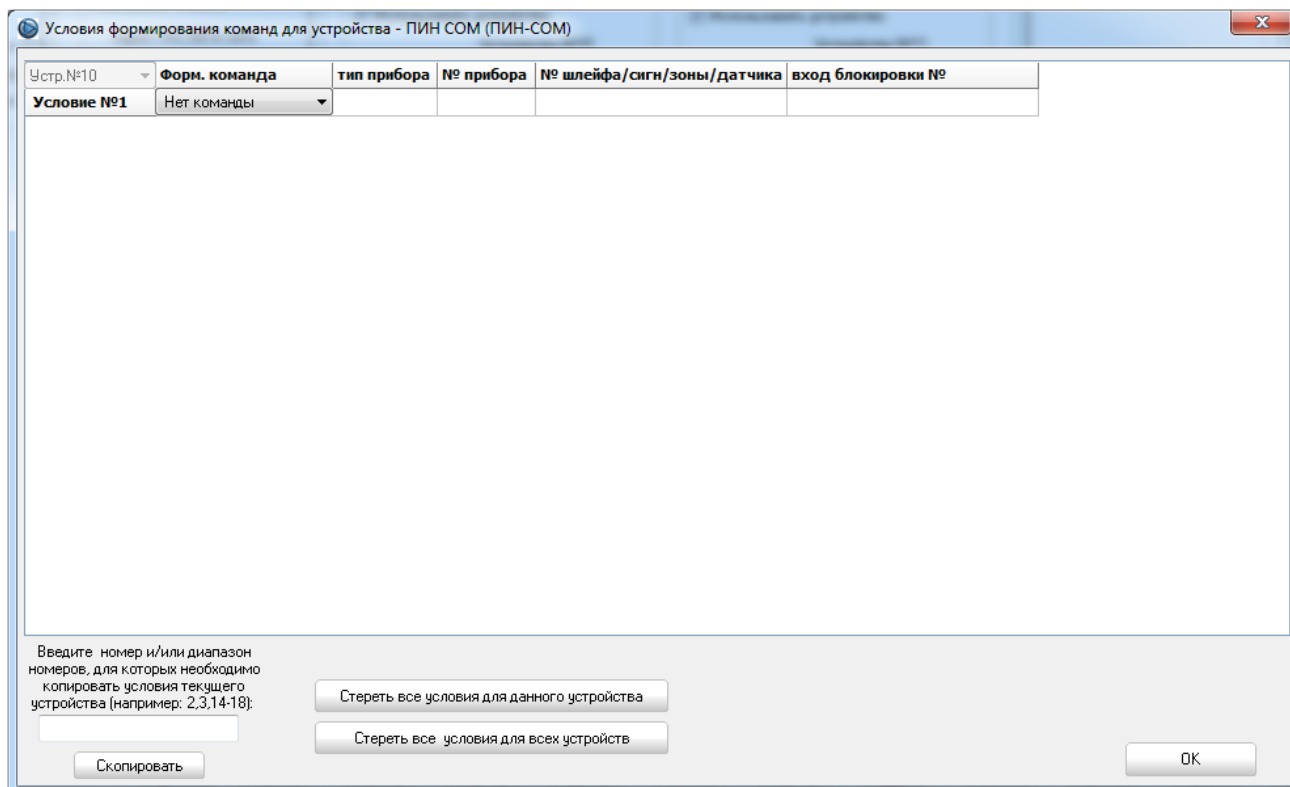 Условия формирования команд для устройства - ПИН COM (ПИН-COM)
Устр.№10 Форм. команда тип прибора № прибора № шлейфа/сигн/зоны/датчика вход блокировки №
Условие №1 Нет команды
Введите номер и/или диапазон
номеров, для которых необходимо
копировать условия текущего
устройства (например: 2,3,14-18):
Стереть все условия для данного устройства
Стереть все условия для всех устройств
Скопировать
OK